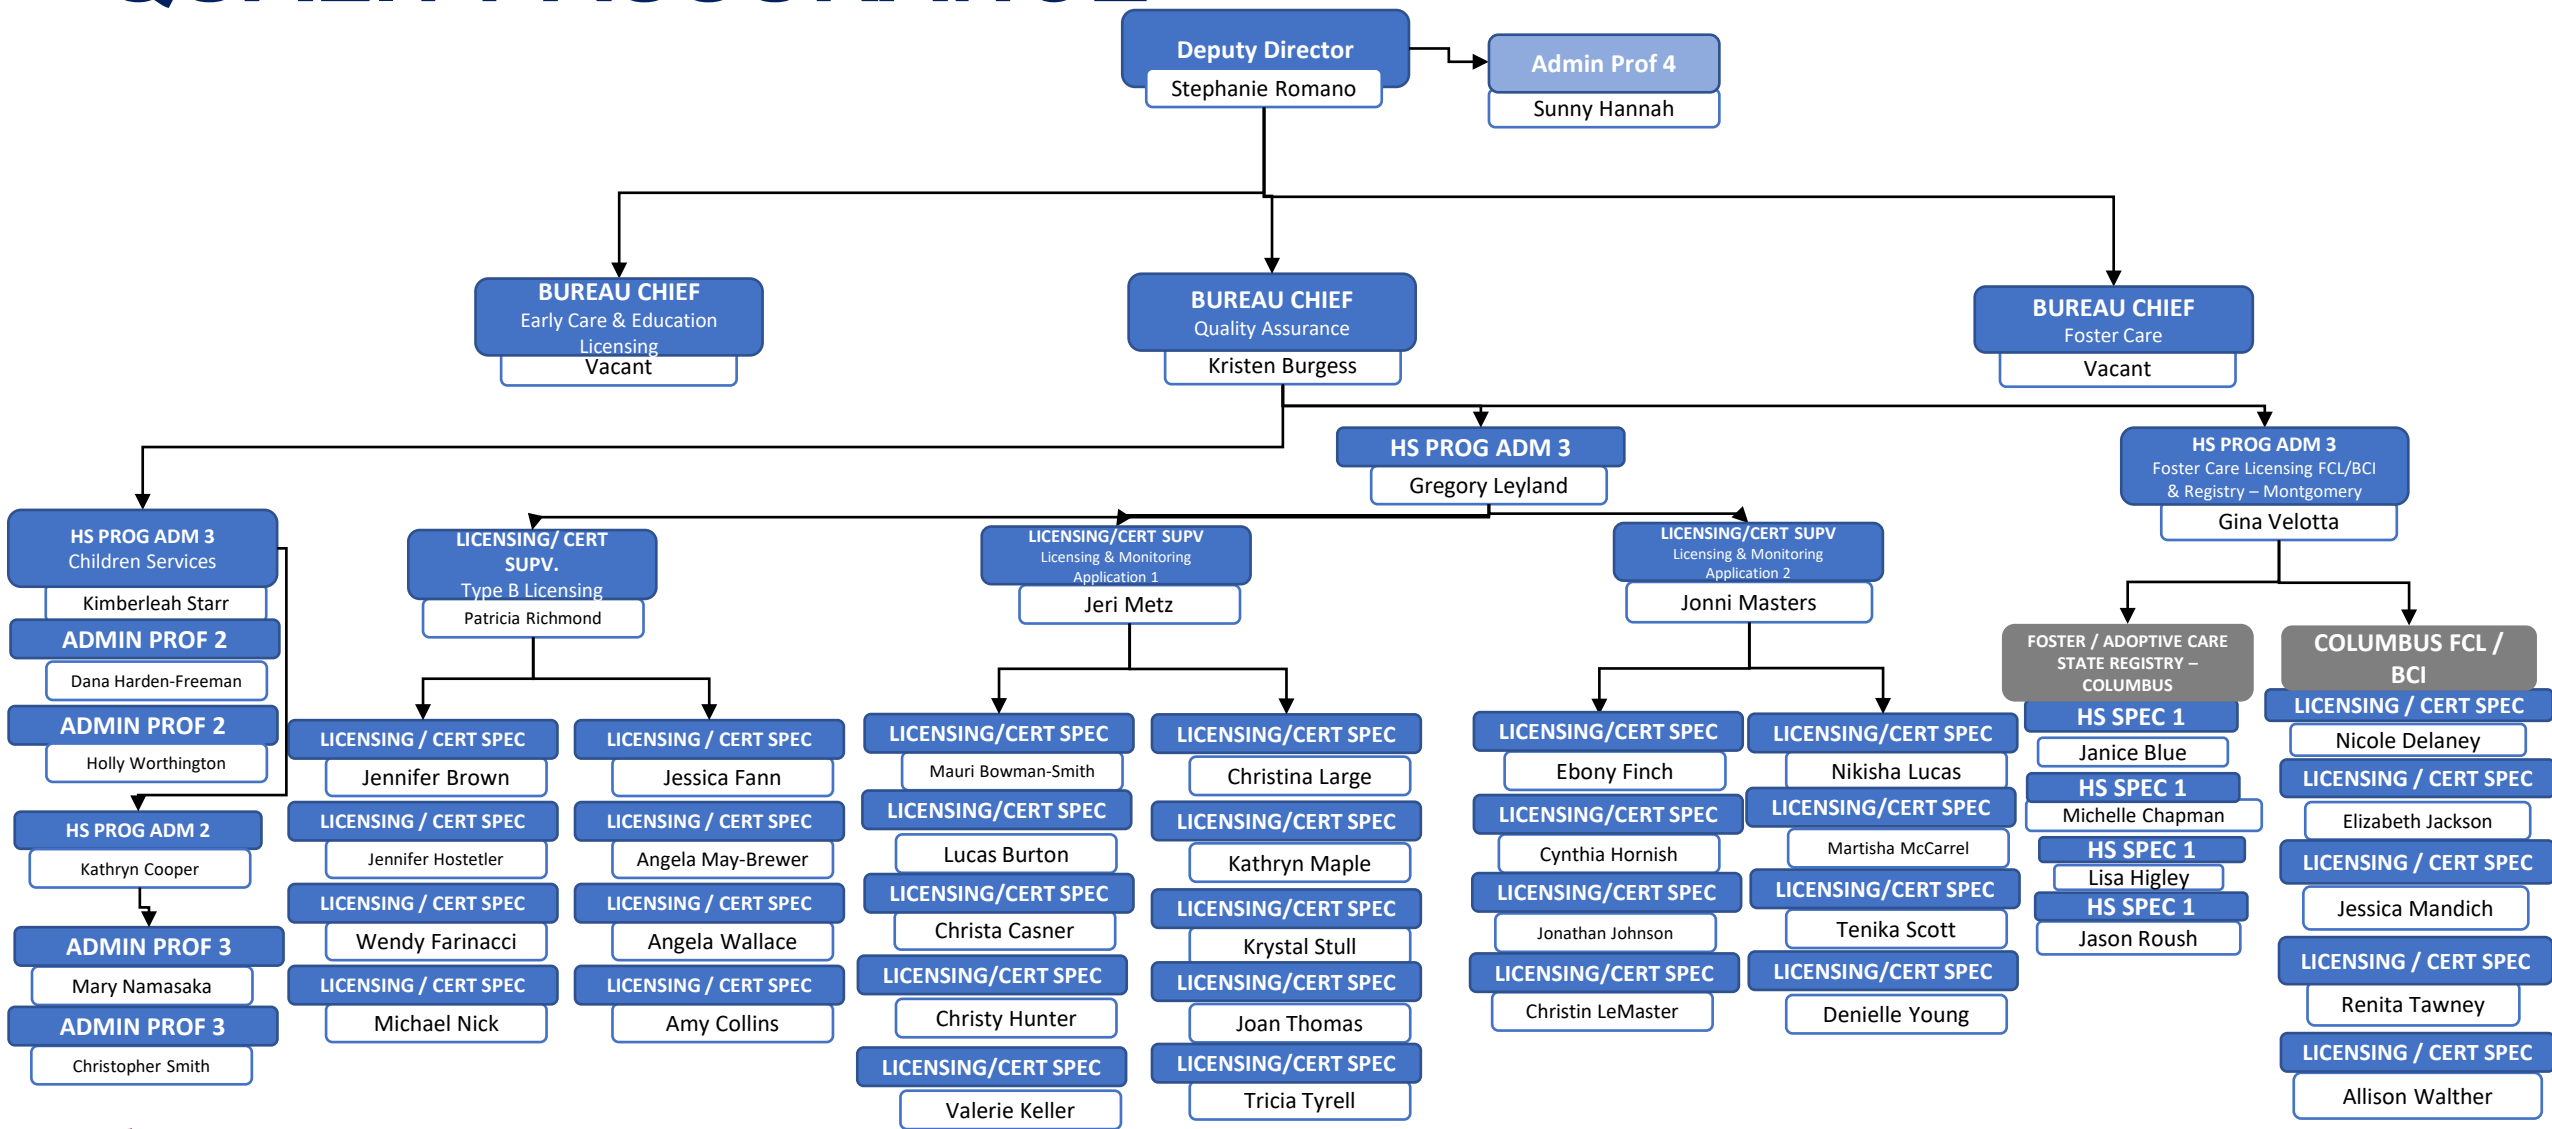 QUALITY ASSURANCE
Deputy Director
Stephanie Romano
Admin Prof 4
Sunny Hannah
BUREAU CHIEF
Early Care & Education
Licensing
Vacant
BUREAU CHIEF
Quality Assurance
Kristen Burgess
BUREAU CHIEF
Foster Care
Vacant
HS PROG ADM 3
Gregory Leyland
HS PROG ADM 3
Foster Care Licensing FCL/BCI
& Registry – Montgomery
Gina Velotta
HS PROG ADM 3
Children Services
Kimberleah Starr
ADMIN PROF 2
Dana Harden-Freeman
ADMIN PROF 2
Holly Worthington
HS PROG ADM 2
Kathryn Cooper
ADMIN PROF 3
Mary Namasaka
ADMIN PROF 3
Christopher Smith
LICENSING/ CERT
SUPV.
Type B Licensing
Patricia Richmond
LICENSING / CERT SPEC
Jennifer Brown
LICENSING / CERT SPEC
Jennifer Hostetler
LICENSING / CERT SPEC
Wendy Farinacci
LICENSING / CERT SPEC
Michael Nick
LICENSING / CERT SPEC
Jessica Fann
LICENSING / CERT SPEC
Angela May-Brewer
LICENSING / CERT SPEC
Angela Wallace
LICENSING / CERT SPEC
Amy Collins
LICENSING/CERT SUPV
Licensing & Monitoring
Application 1
Jeri Metz
LICENSING/CERT SPEC
Mauri Bowman-Smith
LICENSING/CERT SPEC
Lucas Burton
LICENSING/CERT SPEC
Christa Casner
LICENSING/CERT SPEC
Christy Hunter
LICENSING/CERT SPEC
Valerie Keller
LICENSING/CERT SPEC
Christina Large
LICENSING/CERT SPEC
Kathryn Maple
LICENSING/CERT SPEC
Krystal Stull
LICENSING/CERT SPEC
Joan Thomas
LICENSING/CERT SPEC
Tricia Tyrell
LICENSING/CERT SUPV
Licensing & Monitoring
Application 2
Jonni Masters
LICENSING/CERT SPEC
Ebony Finch
LICENSING/CERT SPEC
Cynthia Hornish
LICENSING/CERT SPEC
Jonathan Johnson
LICENSING/CERT SPEC
Christin LeMaster
LICENSING/CERT SPEC
Nikisha Lucas
LICENSING/CERT SPEC
Martisha McCarrel
LICENSING/CERT SPEC
Tenika Scott
LICENSING/CERT SPEC
Denielle Young
FOSTER / ADOPTIVE CARE
STATE REGISTRY –
COLUMBUS
HS SPEC 1
Janice Blue
HS SPEC 1
Michelle Chapman
HS SPEC 1
Lisa Higley
HS SPEC 1
Jason Roush
COLUMBUS FCL /
BCI
LICENSING / CERT SPEC
Nicole Delaney
LICENSING / CERT SPEC
Elizabeth Jackson
LICENSING / CERT SPEC
Jessica Mandich
LICENSING / CERT SPEC
Renita Tawney
LICENSING / CERT SPEC
Allison Walther